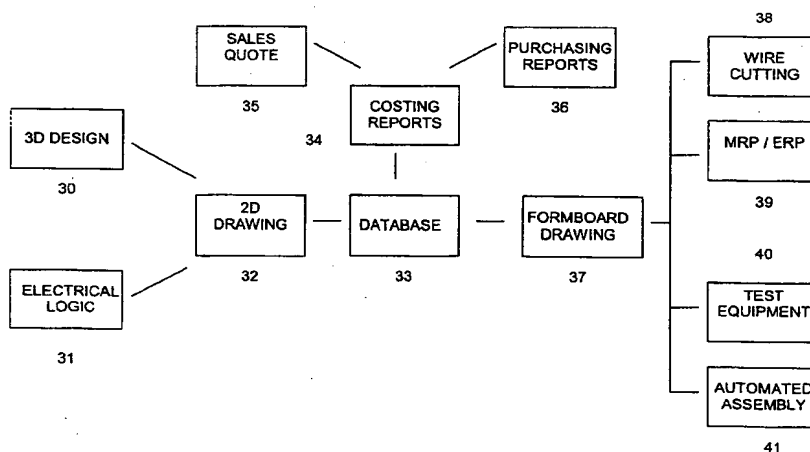 38
SALES
QUOTE
35
PURCHASING
REPORTS
36
WIRE
CUTTING
34
COSTING
REPORTS
3D DESIGN
30
MRP / ERP
39
2D
DRAWING
32
DATABASE
33
FORMBOARD
DRAWING
37
40
ELECTRICAL
LOGIC
31
TEST
EQUIPMENT
AUTOMATED
ASSEMBLY
41